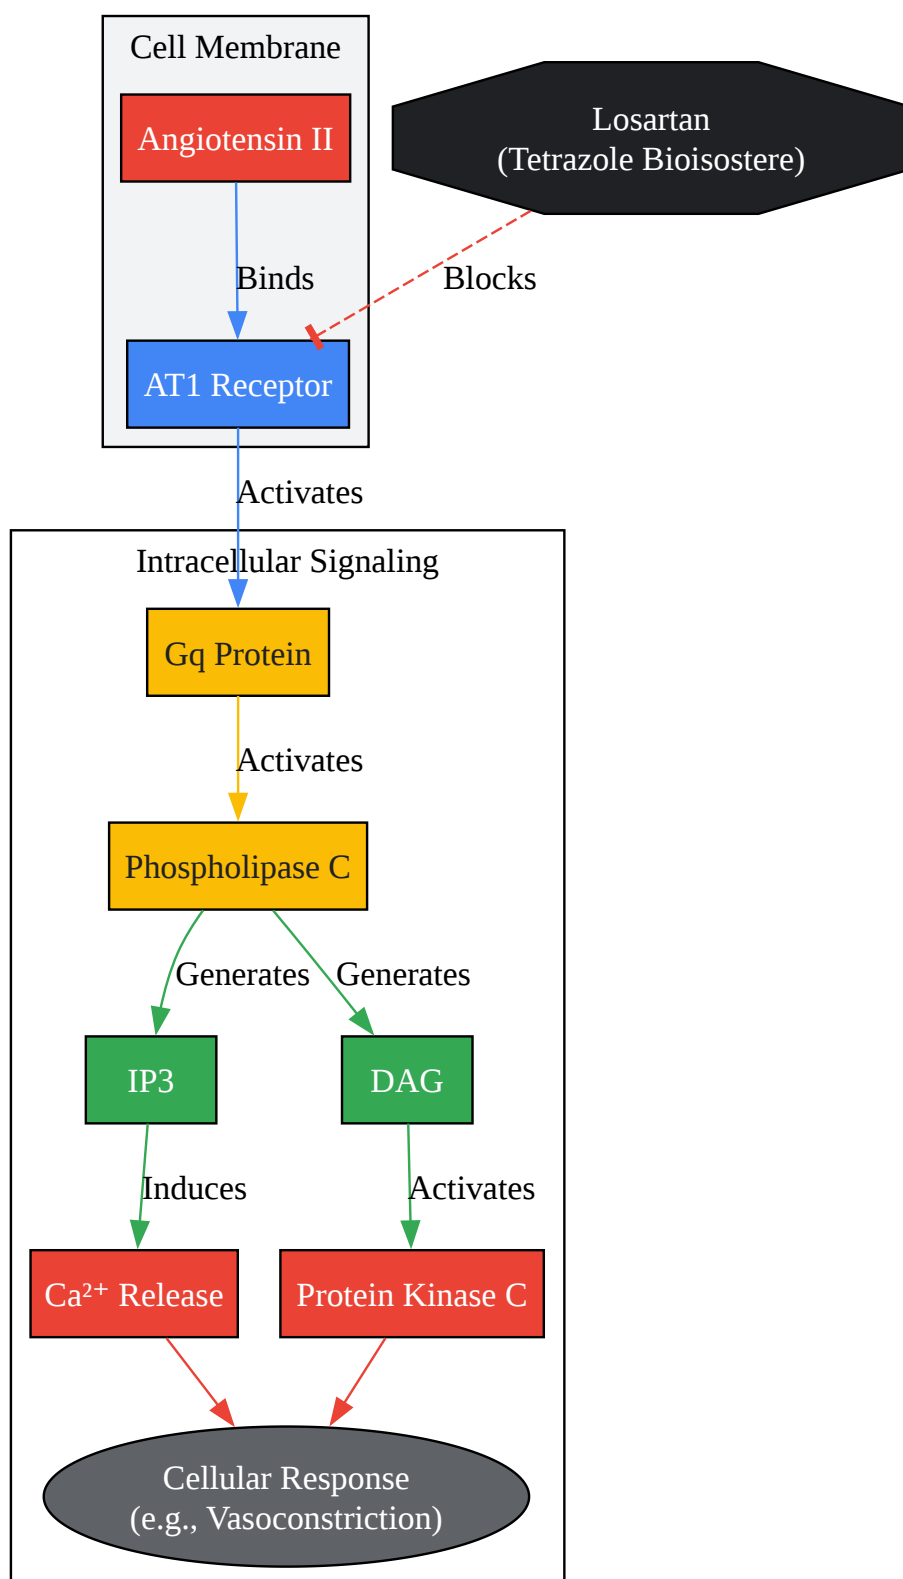 Cell Membrane
Angiotensin II
Losartan
(Tetrazole Bioisostere)
Binds
Blocks
AT1 Receptor
Activates
Intracellular Signaling
Gq Protein
Activates
Phospholipase C
Generates
Generates
IP3
DAG
Induces
Activates
Ca²⁺ Release
Protein Kinase C
Cellular Response
(e.g., Vasoconstriction)